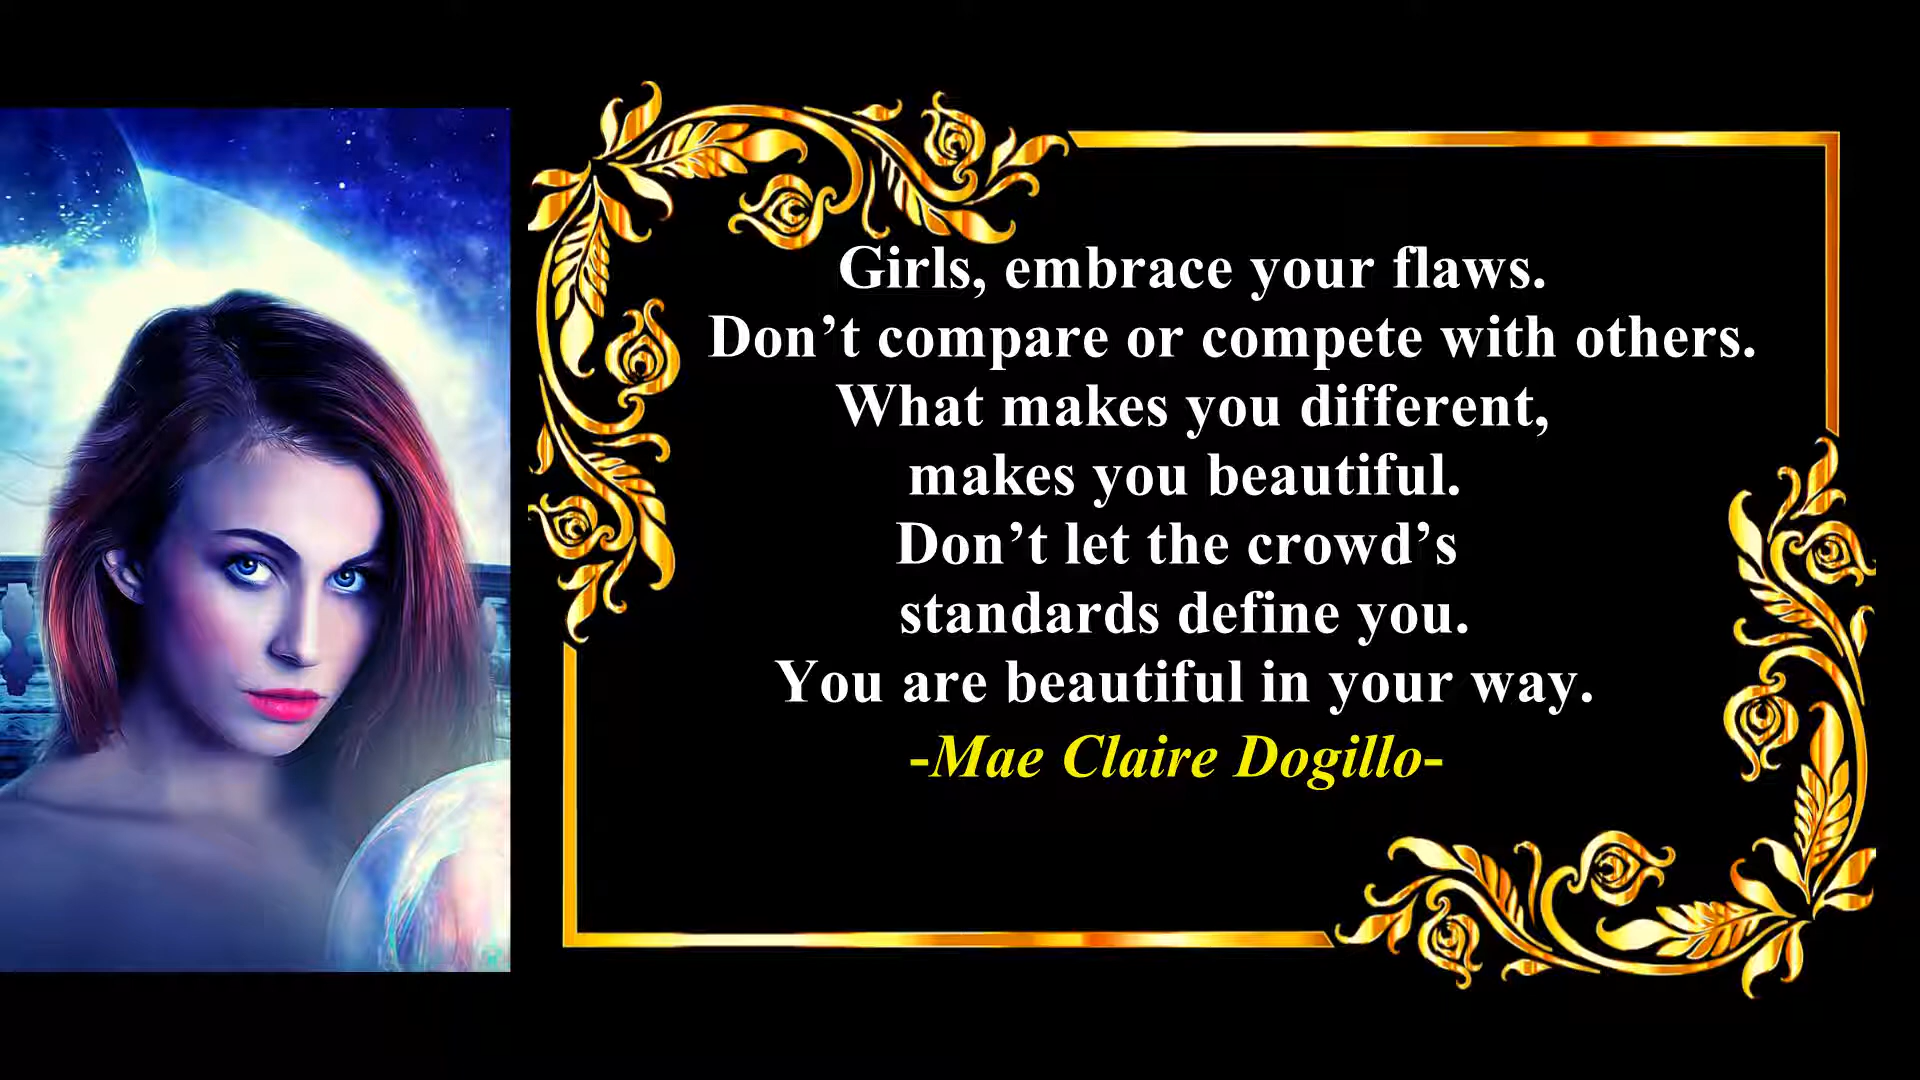 Girls, embrace your flaws.
Don’t compare or compete with others.
What makes you different,
makes you beautiful.
Don’t let the crowd’s
standards define you.
You are beautiful in your way.
-Mae Claire Dogillo-